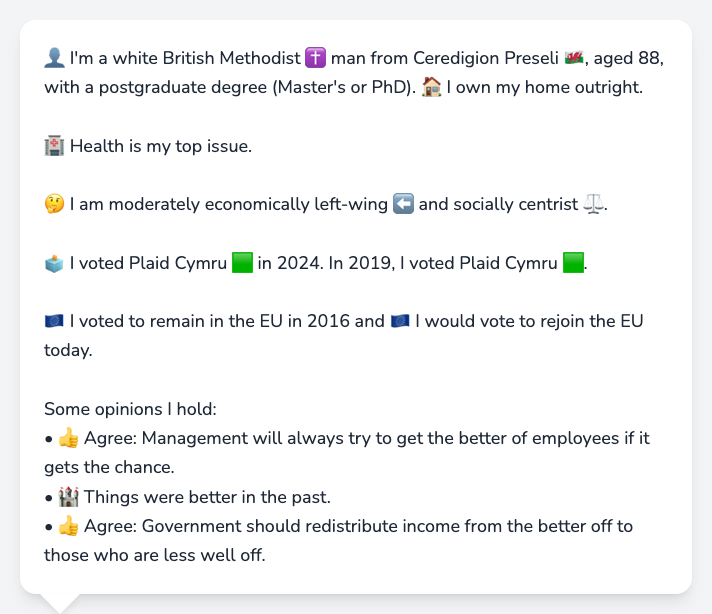 👤 I'm a white British Methodist ✝️ man from Ceredigion Preseli 🏴󠁧󠁢󠁷󠁬󠁳󠁿, aged 88,
with a postgraduate degree (Master's or PhD). 🏠 I own my home outright.
🏥 Health is my top issue.
🤔 I am moderately economically left-wing ⬅️ and socially centrist ⚖️.
🗳️ I voted Plaid Cymru 🟩 in 2024. In 2019, I voted Plaid Cymru 🟩.
🇪🇺 I voted to remain in the EU in 2016 and 🇪🇺 I would vote to rejoin the EU
today.
Some opinions I hold:
• 👍 Agree: Management will always try to get the better of employees if it
gets the chance.
• 🏰 Things were better in the past.
• 👍 Agree: Government should redistribute income from the better off to
those who are less well off.